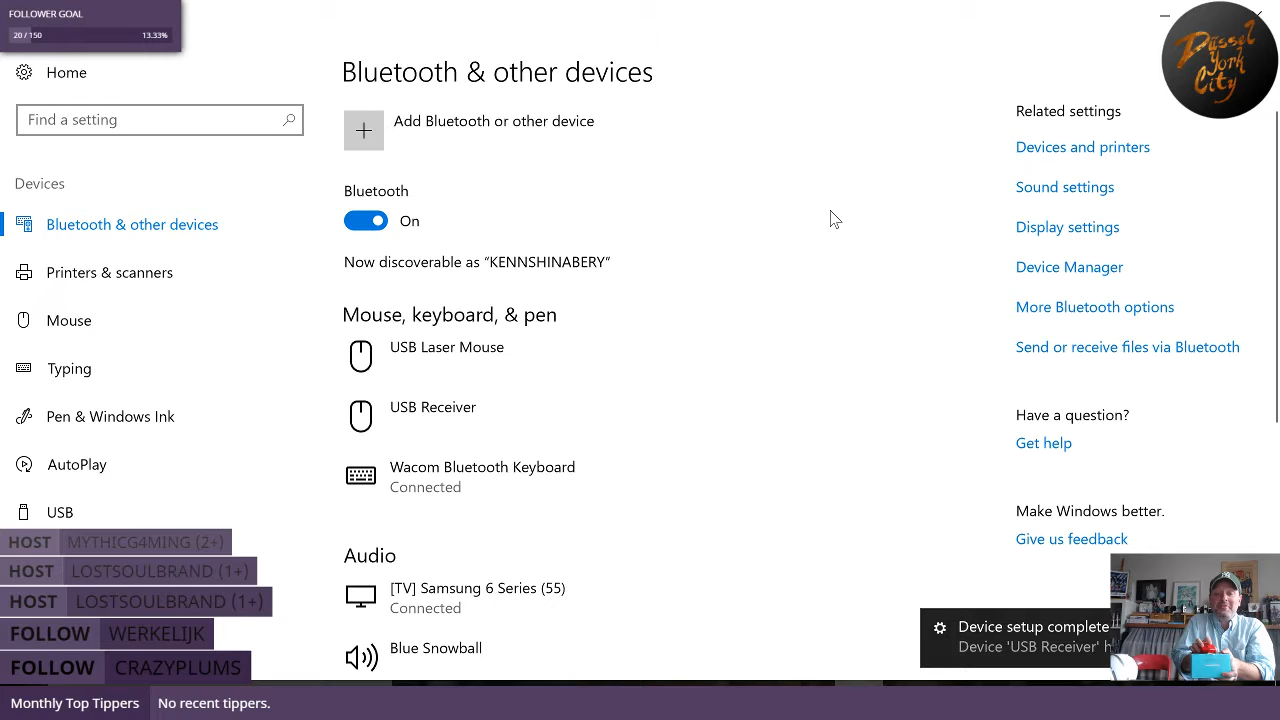 FOLLOWER GOAL
20 / 150 13.33%
Düssel
York
City
Home
Find a setting
Devices
Bluetooth & other devices
Printers & scanners
Mouse
Typing
Pen & Windows Ink
AutoPlay
USB
Bluetooth & other devices
Add Bluetooth or other device
Bluetooth
On
Now discoverable as “KENNSHINABERY”
Mouse, keyboard, & pen
USB Laser Mouse
USB Receiver
Wacom Bluetooth Keyboard
Connected
Audio
[TV] Samsung 6 Series (55)
Connected
Blue Snowball
Related settings
Devices and printers
Sound settings
Display settings
Device Manager
More Bluetooth options
Send or receive files via Bluetooth
Have a question?
Get help
Make Windows better.
Give us feedback
Device setup complete
Device 'USB Receiver' h
HOST MYTHICG4MING (2+)
HOST LOSTSOULBRAND (1+)
HOST LOSTSOULBRAND (1+)
FOLLOW WERKELIJK
FOLLOW CRAZYPLUMS
Monthly Top Tippers No recent tippers.